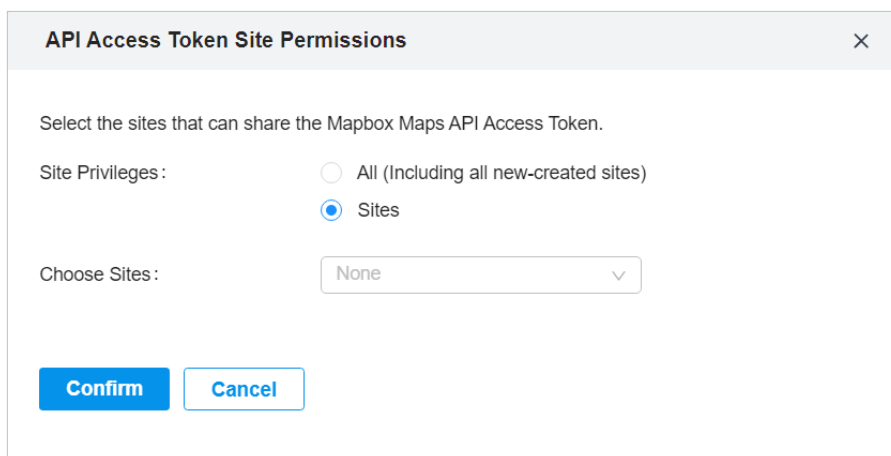 API Access Token Site Permissions
Select the sites that can share the Mapbox Maps API Access Token.
Site Privileges:
All (Including all new-created sites)
Sites
Choose Sites:
None
Confirm
Cancel